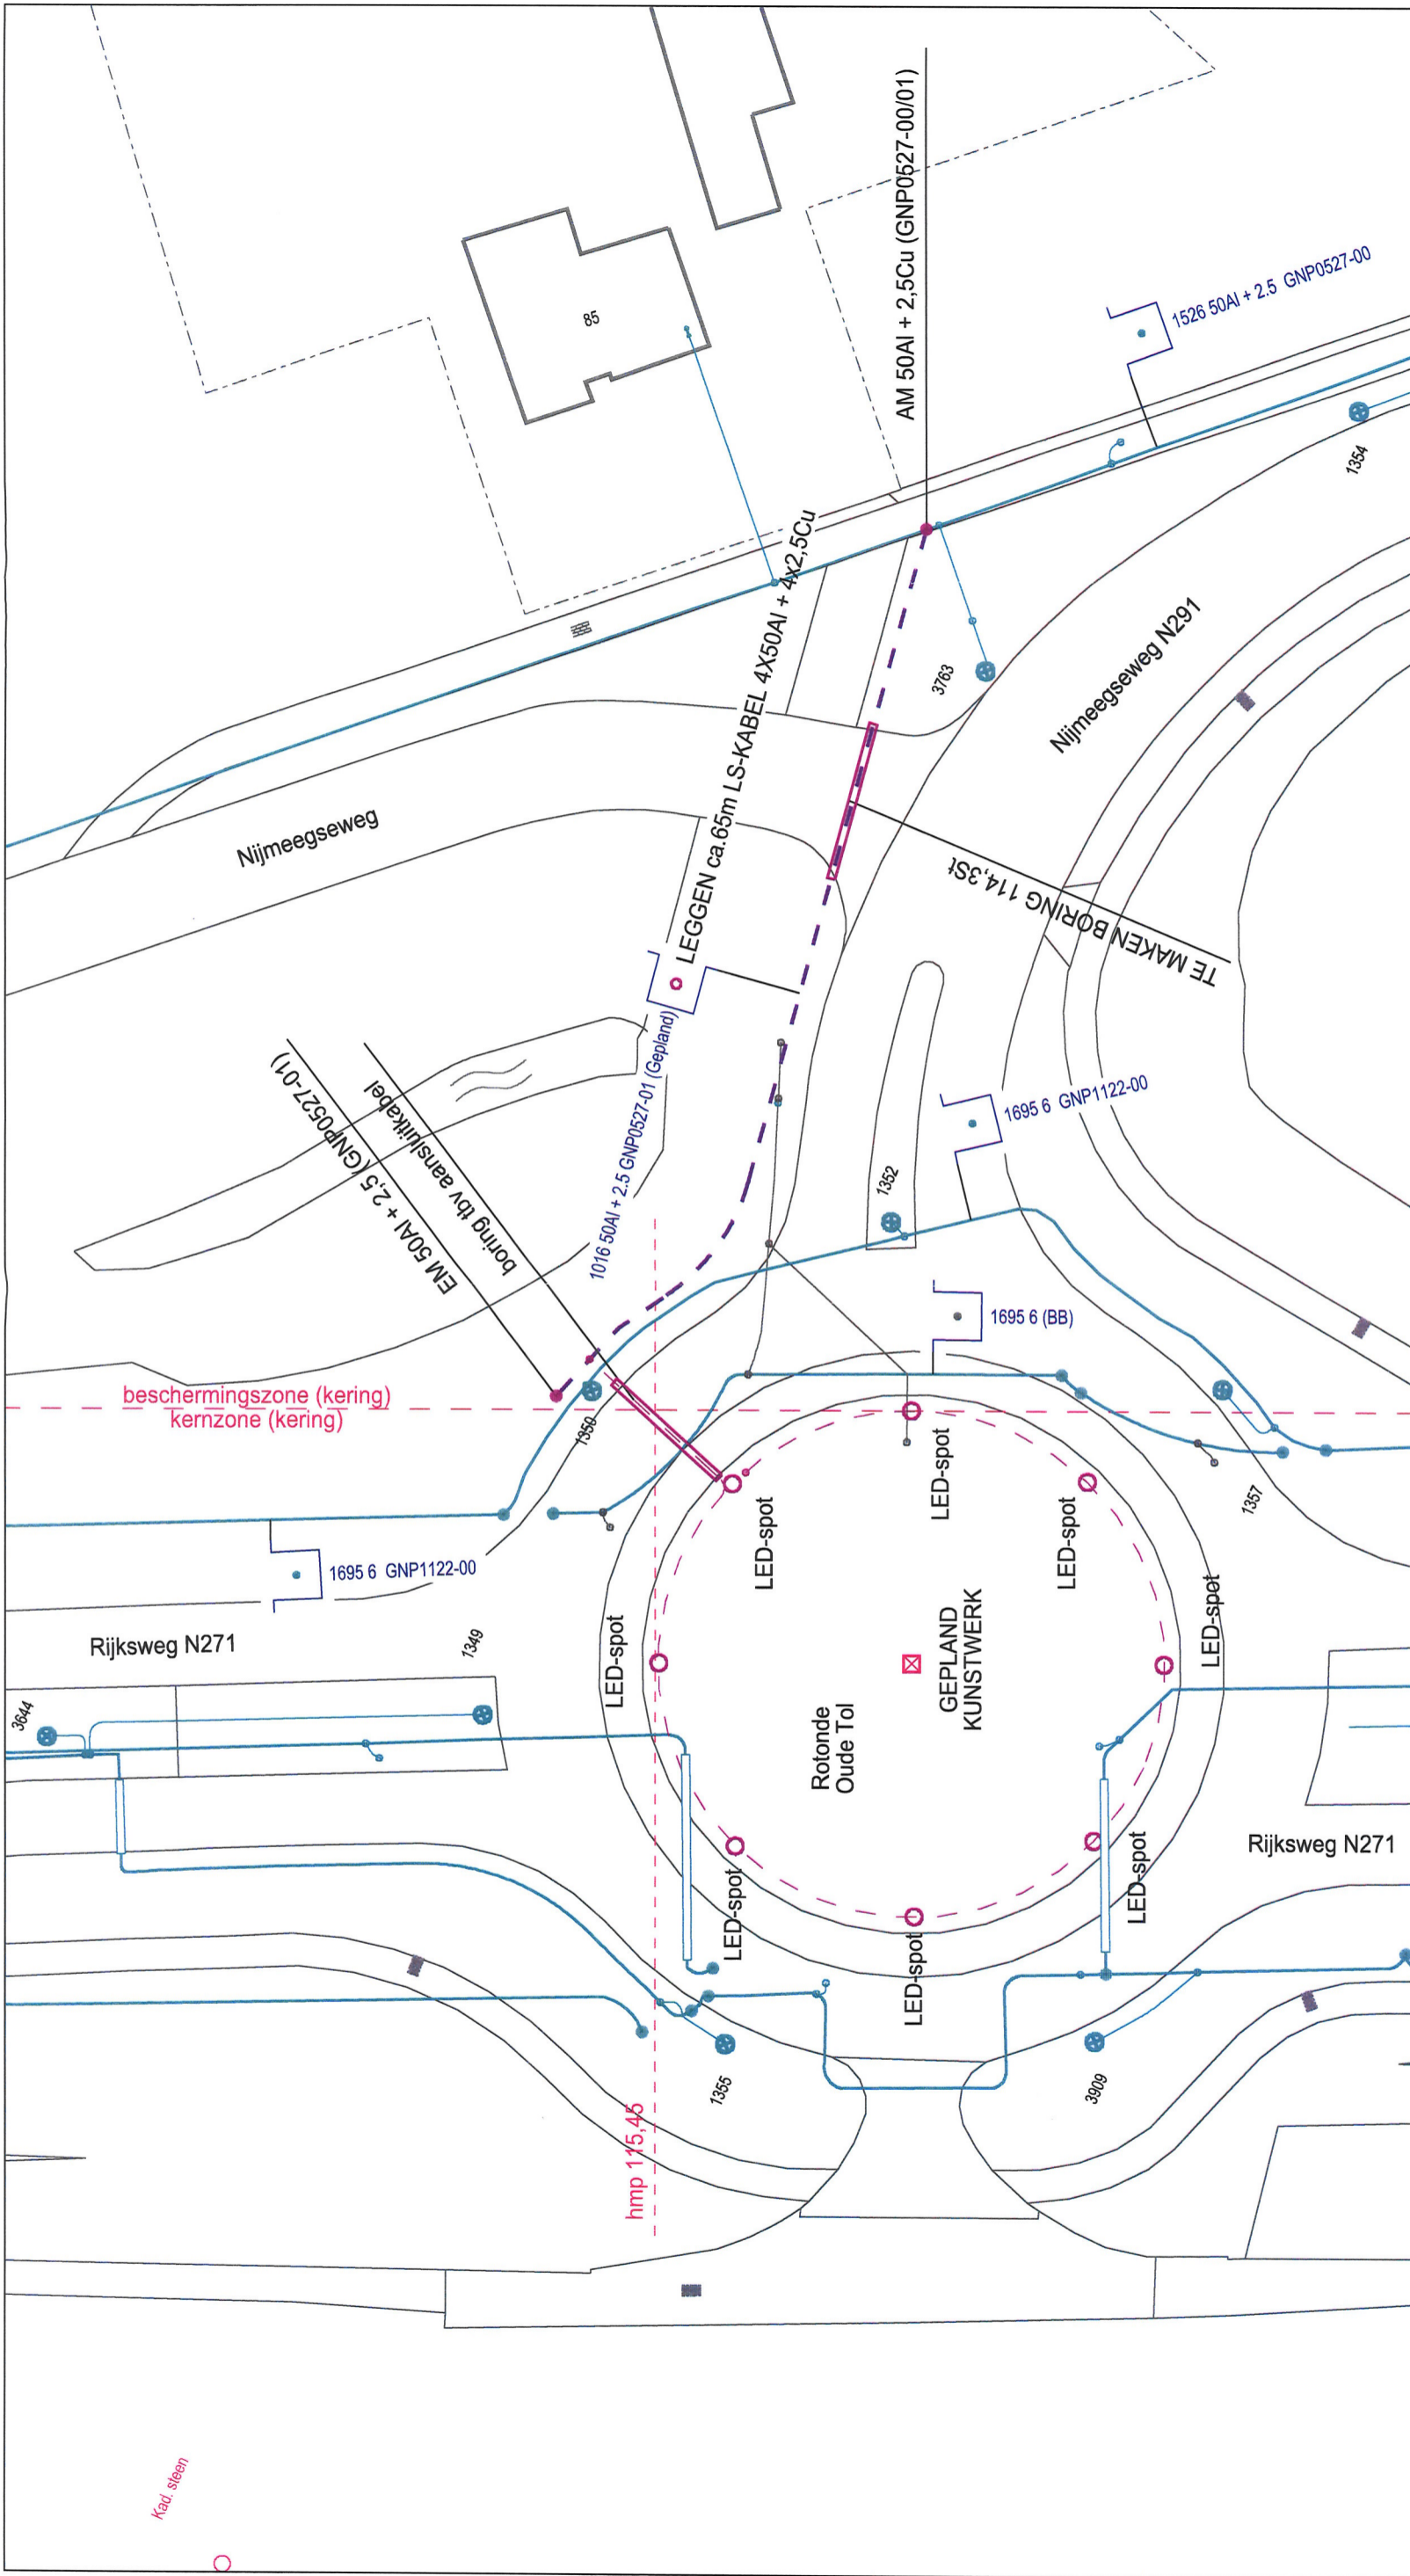 85
AM 50Al + 2,5Cu (GNP0527-00/01)
1526 50Al + 2.5 GNP0527-00
1354
LEGGEN ca.65m LS-KABEL 4X50Al + 4x2,5Cu
3763
Nijmeegseweg N291
Nijmeegseweg
TE MAKEN BORING 114,3St
EM 50Al + 2,5 (GNP0527-01)
boring tbv aansluitkabel
1016 50Al + 2.5 GNP0527-01 (Gepland)
1695 6 GNP1122-00
1352
1695 6 (BB)
beschermingszone (kering)
kernzone (kering)
1350
LED-spot
LED-spot
LED-spot
1357
1695 6 GNP1122-00
Rijksweg N271
1349
LED-spot
LED-spot
GEPLAND
KUNSTWERK
3644
Rotonde
Oude Tol
Rijksweg N271
LED-spot
LED-spot
LED-spot
1355
3909
hmp 115,45
Kad. steen